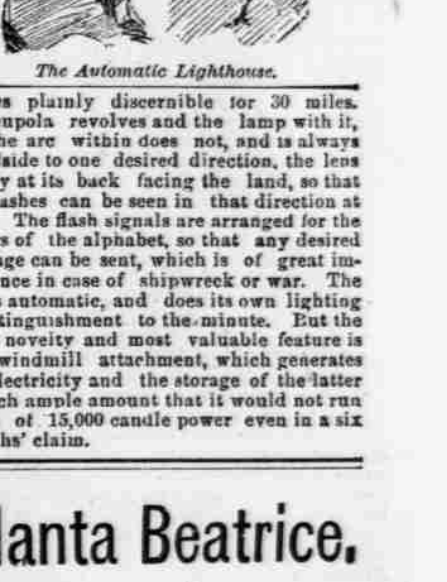 The Automatic Lighthouse.
s plainly discernible for 30 miles.
upola revolves and the lamp with it,
he arc within does not, and is always
side to one desired direction, the lens
y at its back facing the land, so that
ashes can be seen in that direction at
The flash signals are arranged for the
s of the alphabet, so that any desired
age can be sent, which is of great im-
nce in case of shipwreck or war. The
s automatic, and does its own lighting
tinguishment to the minute. But the
novelty and most valuable feature is
windmill attachment, which generates
lectricity and the storage of the latter
ch ample amount that it would not run
of 15,000 candle power even in a six
hs' claim.
lanta Beatrice.